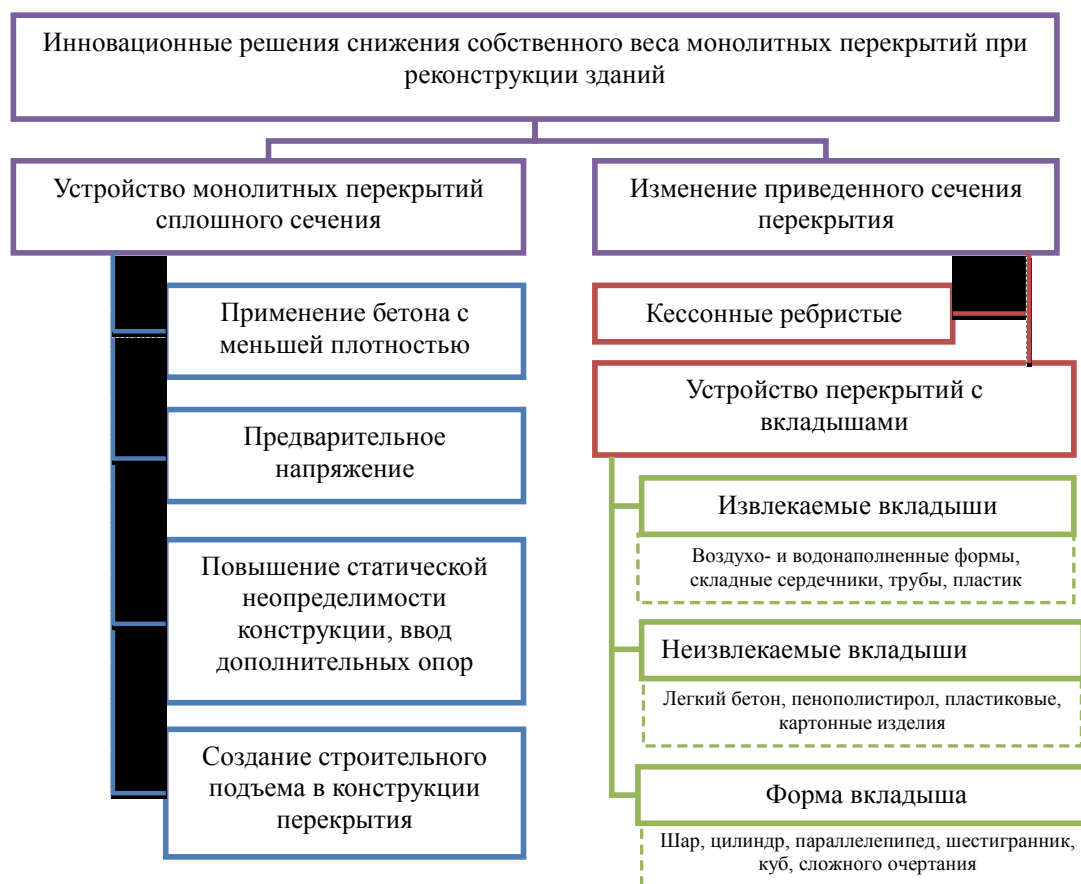 Инновационные решения снижения собственного веса монолитных перекрытий при
реконструкции зданий
Устройство монолитных перекрытий
сплошного сечения
Применение бетона с
меньшей плотностью
Предварительное
напряжение
Повышение статической
неопределимости
конструкции, ввод
дополнительных опор
Создание строительного
подъема в конструкции
перекрытия
Изменение приведенного сечения
перекрытия
Кессонные ребристые
Устройство перекрытий с
вкладышами
Извлекаемые вкладыши
Воздухо- и водонаполненные формы,
складные сердечники, трубы, пластик
Неизвлекаемые вкладыши
Легкий бетон, пенополистирол, пластиковые,
картонные изделия
Форма вкладыша
Шар, цилиндр, параллелепипед, шестигранник,
куб, сложного очертания